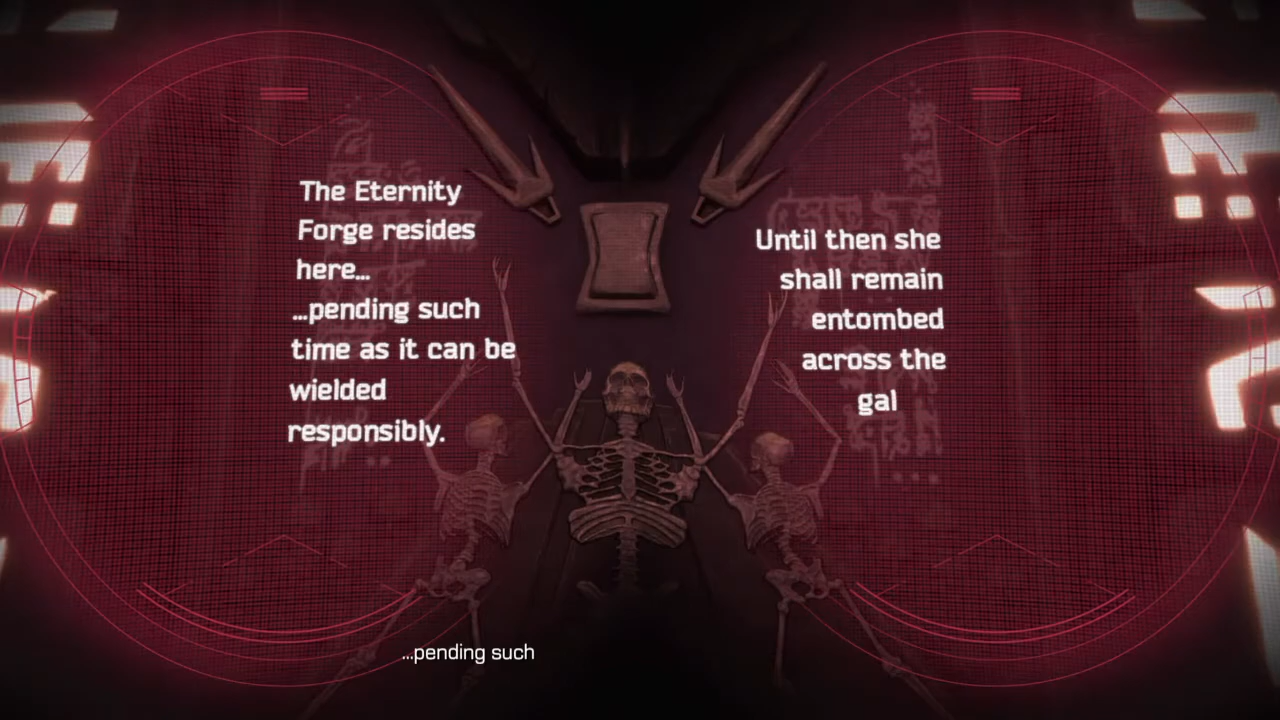 The Eternity
Forge resides
here...
...pending such
time as it can be
wielded
responsibly.
Until then she
shall remain
entombed
across the
gal
...pending such